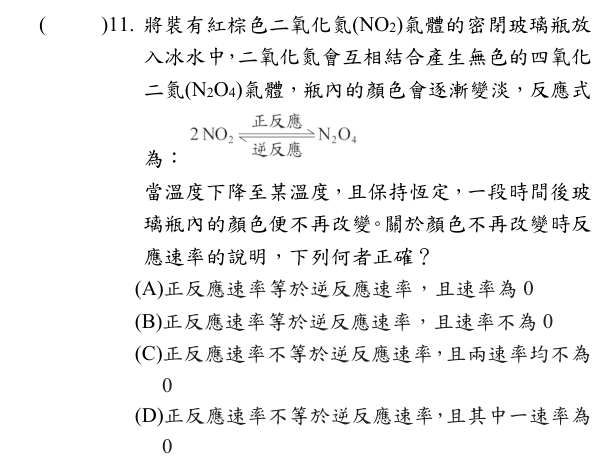 (　　)11. 將裝有紅棕色二氧化氮(NO₂)氣體的密閉玻璃瓶放
入冰水中，二氧化氮會互相結合產生無色的四氧化
二氮(N₂O₄)氣體，瓶內的顏色會逐漸變淡，反應式
為：2 NO₂ 正反應⇌逆反應 N₂O₄
當溫度下降至某溫度，且保持恆定，一段時間後玻
璃瓶內的顏色便不再改變。關於顏色不再改變時反
應速率的說明，下列何者正確？
(A)正反應速率等於逆反應速率，且速率為 0
(B)正反應速率等於逆反應速率，且速率不為 0
(C)正反應速率不等於逆反應速率，且兩速率均不為
0
(D)正反應速率不等於逆反應速率，且其中一速率為
0